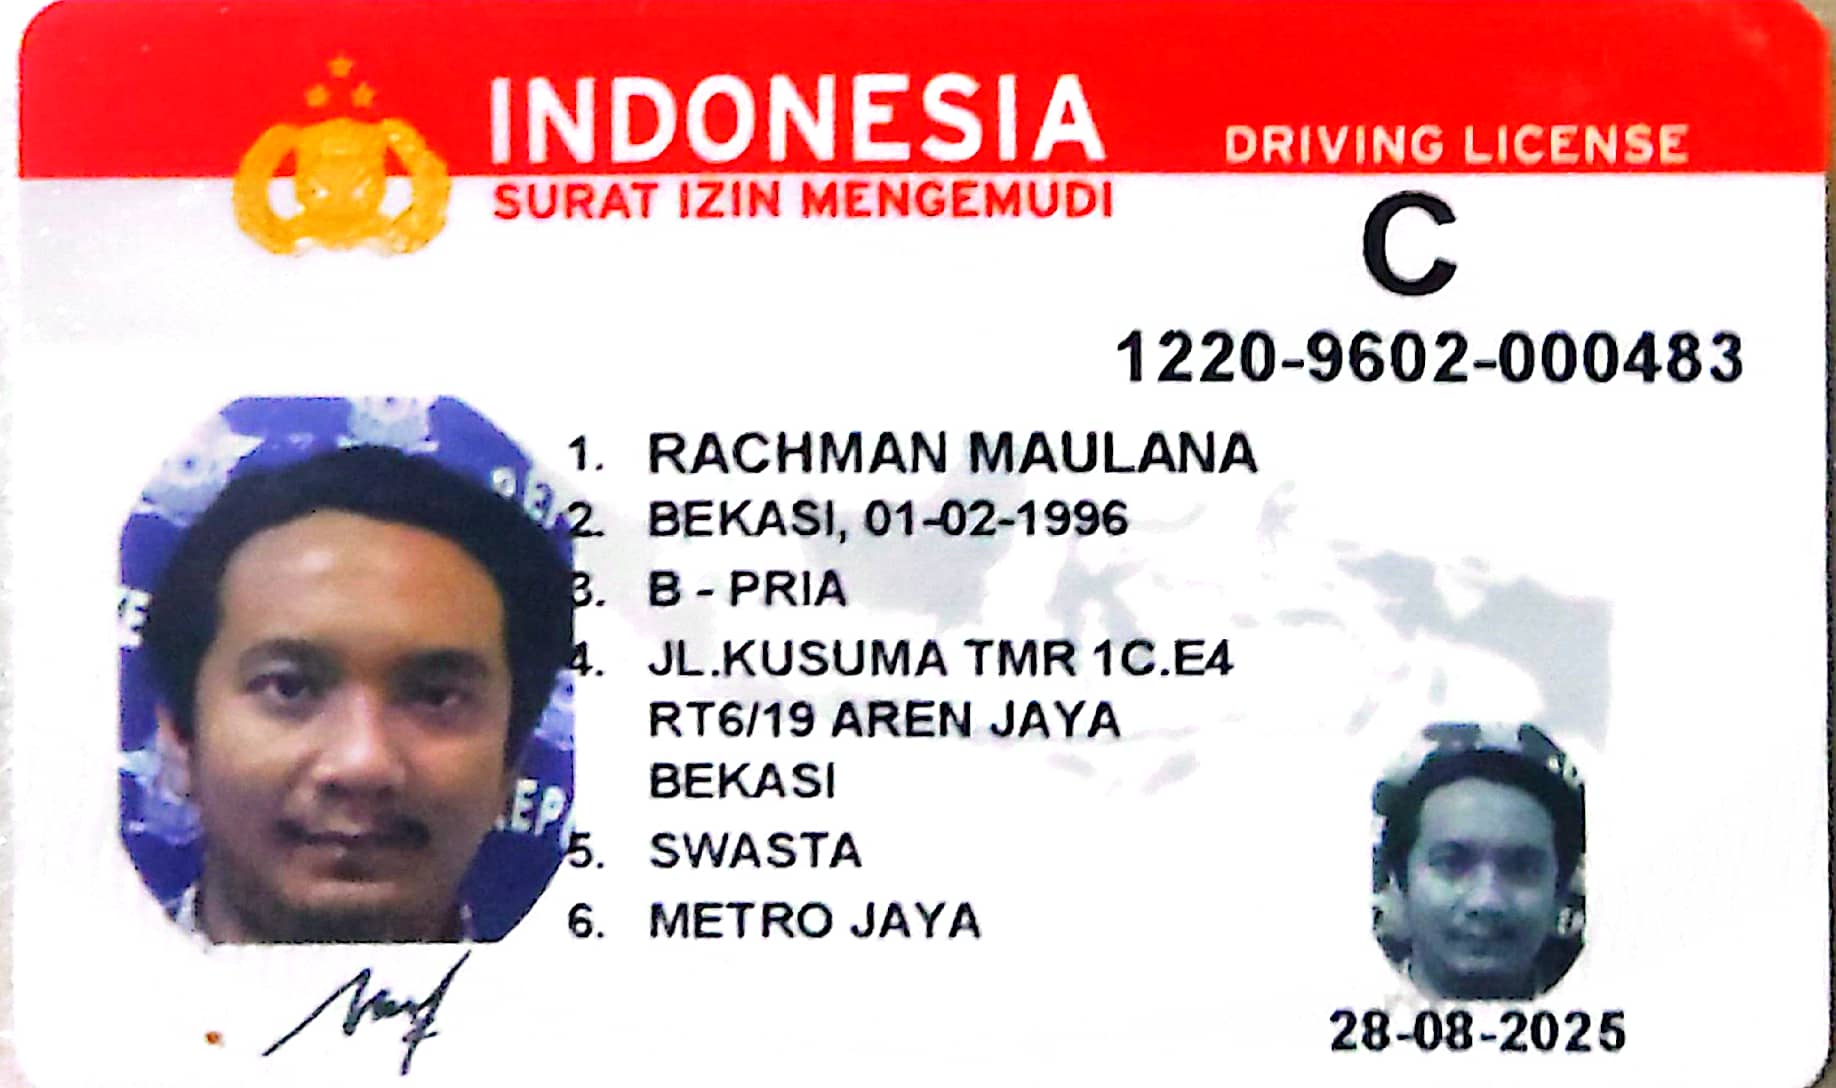 INDONESIA
DRIVING LICENSE
SURAT IZIN MENGEMUDI
C
1220-9602-000483
1. RACHMAN MAULANA
2. BEKASI, 01-02-1996
3. B - PRIA
4. JL.KUSUMA TMR 1C.E4
RT6/19 AREN JAYA
BEKASI
5. SWASTA
6. METRO JAYA
28-08-2025